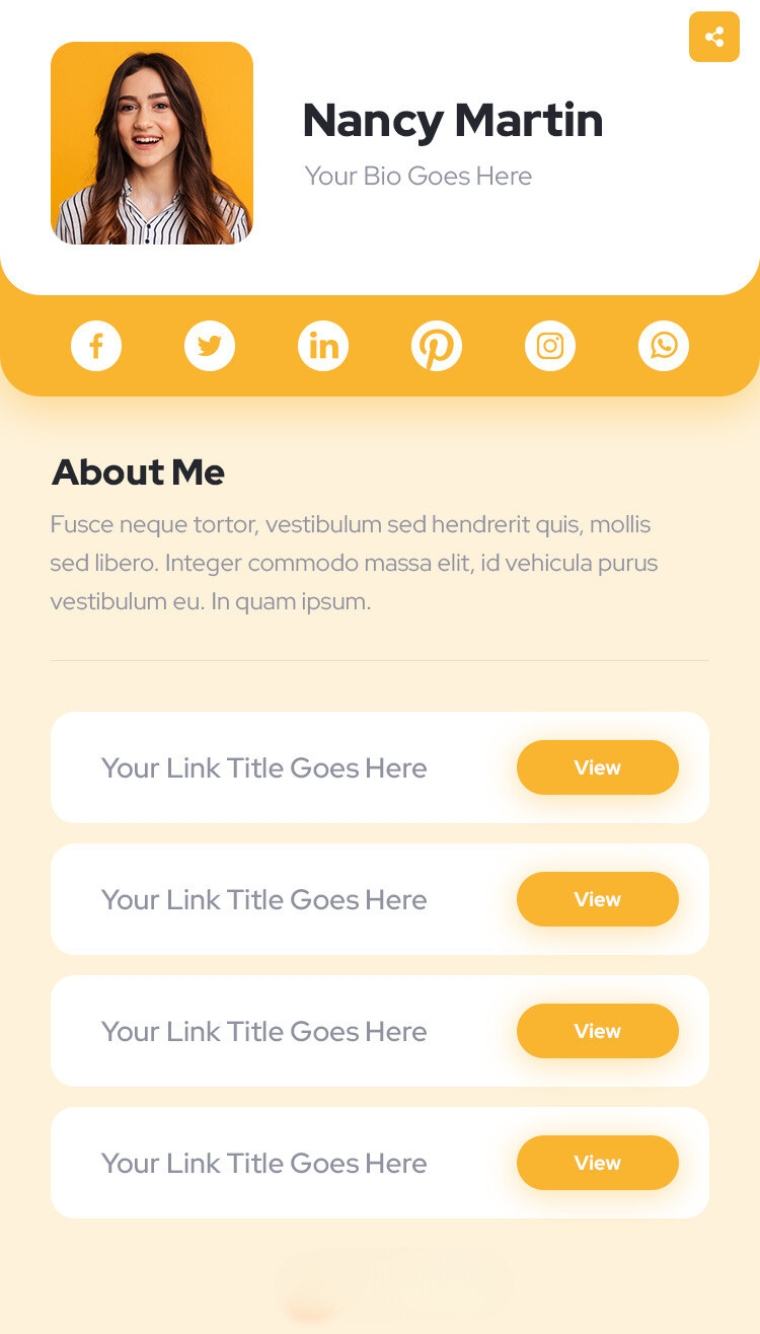 Nancy Martin
Your Bio Goes Here
in
About Me
Fusce neque tortor, vestibulum sed hendrerit quis, mollis
sed libero. Integer commodo massa elit, id vehicula purus
vestibulum eu. In quam ipsum.
Your Link Title Goes Here View
Your Link Title Goes Here View
Your Link Title Goes Here View
Your Link Title Goes Here View